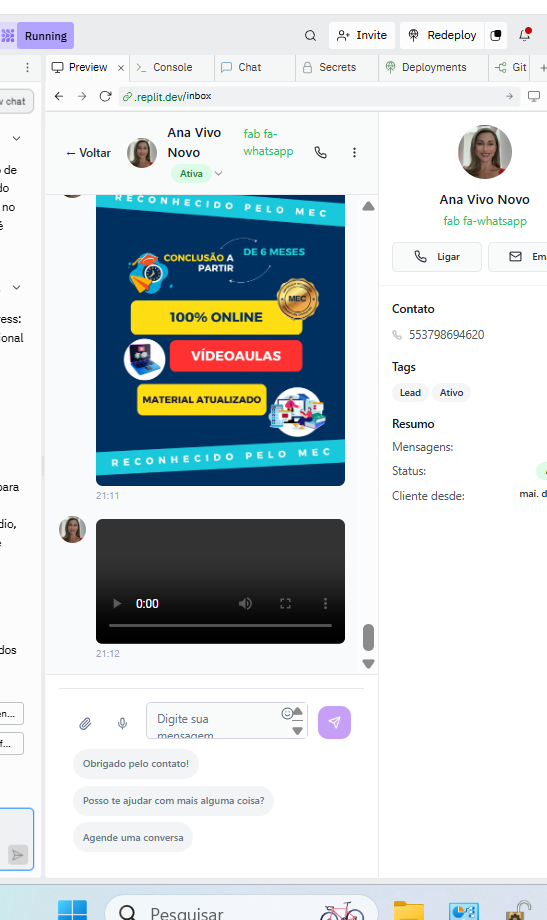 Running
Invite
Redeploy
Preview
Console
Chat
Secrets
Deployments
Git
.replit.dev/inbox
chat
de
do
no
ress:
ional
para
dio,
dos
en...
f...
← Voltar
Ana Vivo
Novo
fab fa-
whatsapp
Ativa
RECONHECIDO PELO MEC
CONCLUSÃO A
PARTIR
DE 6 MESES
MEC
100% ONLINE
VÍDEOAULAS
MATERIAL ATUALIZADO
RECONHECIDO PELO MEC
21:11
0:00
21:12
Digite sua
mensagem
Obrigado pelo contato!
Posso te ajudar com mais alguma coisa?
Agende uma conversa
Ana Vivo Novo
fab fa-whatsapp
Ligar
Em
Contato
553798694620
Tags
Lead
Ativo
Resumo
Mensagens:
Status:
Cliente desde:
mai. d
Pesquisar